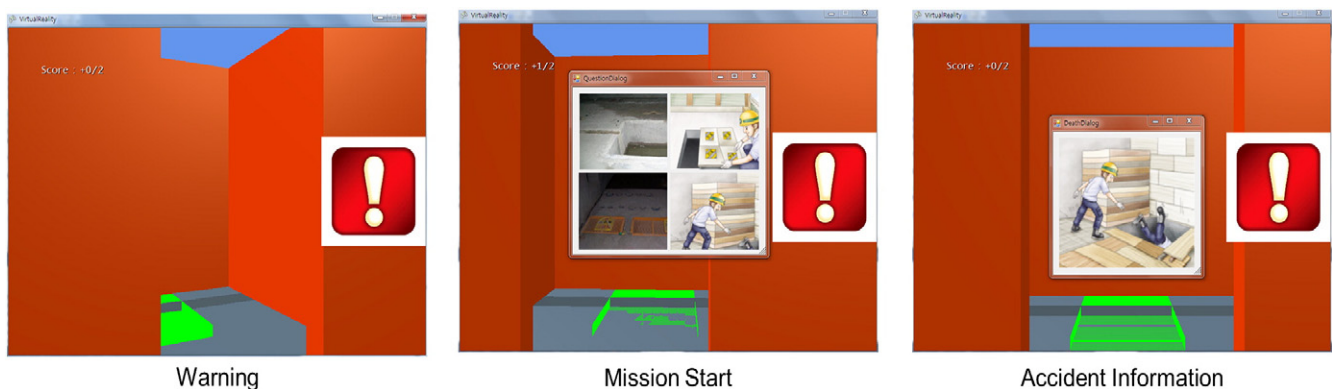 VirtualReality
Score : +0/2
Warning
VirtualReality
Score : +1/2
QuestionDialog
Mission Start
VirtualReality
Score : +0/2
DeathDialog
Accident Information